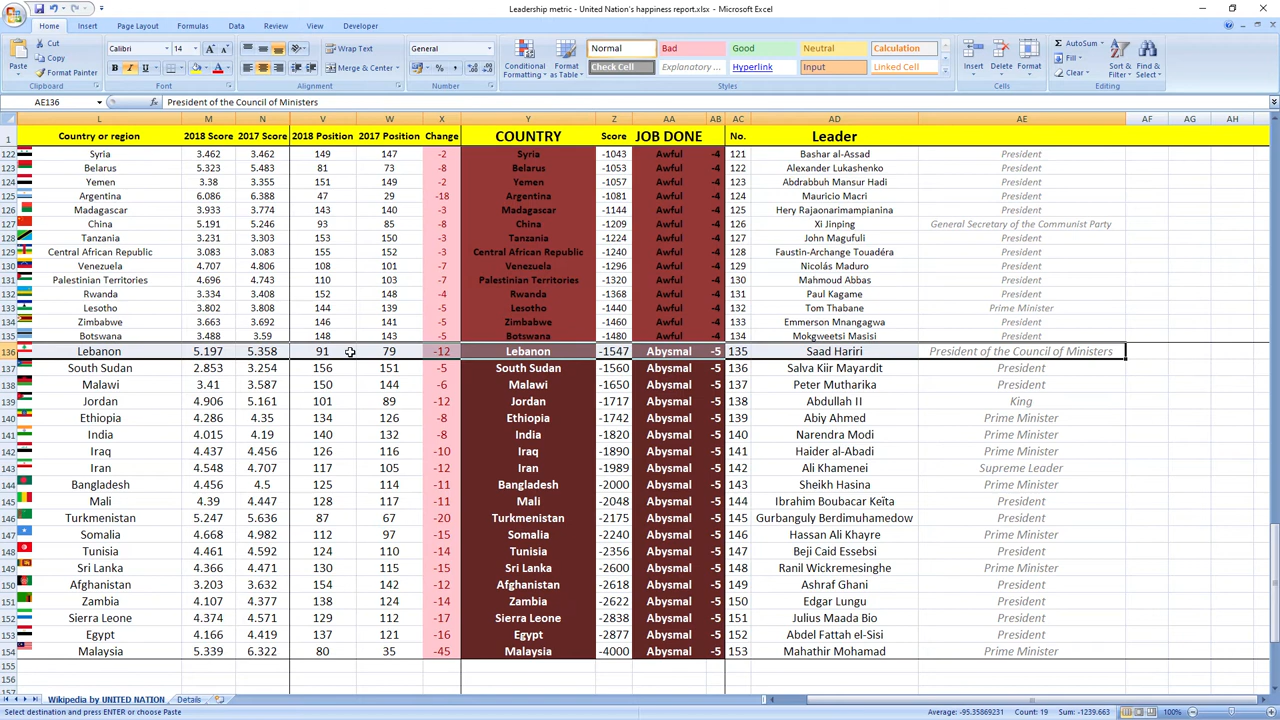 Leadership metric - United Nation's happiness report.xlsx - Microsoft Excel
Home Insert Page Layout Formulas Data Review View Developer
Paste Cut Copy Format Painter Clipboard
Calibri 14 B I U Font
Wrap Text Merge & Center Alignment
General % , Number
Conditional Formatting Format as Table Normal Bad Good Neutral Calculation
Check Cell Explanatory ... Hyperlink Input Linked Cell Styles
Insert Delete Format Cells
AutoSum Fill Clear Sort & Filter Find & Select Editing
AE136 President of the Council of Ministers
L M N V W X Y Z AA AB AC AD AE AF AG AH
1 Country or region 2018 Score 2017 Score 2018 Position 2017 Position Change COUNTRY Score JOB DONE No. Leader
122 Syria 3.462 3.462 149 147 -2 Syria -1043 Awful -4 121 Bashar al-Assad President
123 Belarus 5.323 5.483 81 73 -8 Belarus -1053 Awful -4 122 Alexander Lukashenko President
124 Yemen 3.38 3.355 151 149 -2 Yemen -1057 Awful -4 123 Abdrabbuh Mansur Hadi President
125 Argentina 6.086 6.388 47 29 -18 Argentina -1081 Awful -4 124 Mauricio Macri President
126 Madagascar 3.933 3.774 143 140 -3 Madagascar -1144 Awful -4 125 Hery Rajaonarimampianina President
127 China 5.191 5.246 93 85 -8 China -1209 Awful -4 126 Xi Jinping General Secretary of the Communist Party
128 Tanzania 3.231 3.303 153 150 -3 Tanzania -1224 Awful -4 127 John Magufuli President
129 Central African Republic 3.083 3.083 155 152 -3 Central African Republic -1240 Awful -4 128 Faustin-Archange Touadéra President
130 Venezuela 4.707 4.806 108 101 -7 Venezuela -1296 Awful -4 129 Nicolás Maduro President
131 Palestinian Territories 4.696 4.743 110 103 -7 Palestinian Territories -1310 Awful -4 130 Mahmoud Abbas President
132 Rwanda 3.334 3.408 152 148 -4 Rwanda -1368 Awful -4 131 Paul Kagame President
133 Lesotho 3.802 3.808 144 138 -6 Lesotho -1440 Awful -4 132 Tom Thabane Prime Minister
134 Zimbabwe 3.663 3.692 146 141 -5 Zimbabwe -1460 Awful -4 133 Emmerson Mnangagwa President
135 Botswana 3.488 3.59 148 143 -5 Botswana -1480 Awful -4 134 Mokgweetsi Masisi President
136 Lebanon 5.197 5.358 91 79 -12 Lebanon -1547 Abysmal -5 135 Saad Hariri President of the Council of Ministers
137 South Sudan 2.853 3.254 156 151 -5 South Sudan -1560 Abysmal -5 136 Salva Kiir Mayardit President
138 Malawi 3.41 3.587 150 144 -6 Malawi -1650 Abysmal -5 137 Peter Mutharika President
139 Jordan 4.906 5.161 101 89 -12 Jordan -1717 Abysmal -5 138 Abdullah II King
140 Ethiopia 4.286 4.35 134 126 -8 Ethiopia -1742 Abysmal -5 139 Abiy Ahmed Prime Minister
141 India 4.015 4.19 140 132 -8 India -1820 Abysmal -5 140 Narendra Modi Prime Minister
142 Iraq 4.437 4.456 126 116 -10 Iraq -1890 Abysmal -5 141 Haider al-Abadi Prime Minister
143 Iran 4.548 4.707 117 105 -12 Iran -1989 Abysmal -5 142 Ali Khamenei Supreme Leader
144 Bangladesh 4.456 4.5 125 114 -11 Bangladesh -2000 Abysmal -5 143 Sheikh Hasina Prime Minister
145 Mali 4.39 4.447 128 117 -11 Mali -2048 Abysmal -5 144 Ibrahim Boubacar Keïta President
146 Turkmenistan 5.247 5.636 87 67 -20 Turkmenistan -2175 Abysmal -5 145 Gurbanguly Berdimuhamedow President
147 Somalia 4.668 4.982 112 97 -15 Somalia -2240 Abysmal -5 146 Hassan Ali Khayre Prime Minister
148 Tunisia 4.461 4.592 124 110 -14 Tunisia -2356 Abysmal -5 147 Beji Caid Essebsi President
149 Sri Lanka 4.366 4.471 130 115 -15 Sri Lanka -2600 Abysmal -5 148 Ranil Wickremesinghe Prime Minister
150 Afghanistan 3.203 3.632 154 142 -12 Afghanistan -2618 Abysmal -5 149 Ashraf Ghani President
151 Zambia 4.107 4.377 138 124 -14 Zambia -2622 Abysmal -5 150 Edgar Lungu President
152 Sierra Leone 4.374 4.571 129 112 -17 Sierra Leone -2838 Abysmal -5 151 Julius Maada Bio President
153 Egypt 4.166 4.419 137 121 -16 Egypt -2877 Abysmal -5 152 Abdel Fattah el-Sisi President
154 Malaysia 5.339 6.322 80 35 -45 Malaysia -4000 Abysmal -5 153 Mahathir Mohamad Prime Minister
155
156
157
Wikipedia by UNITED NATION Details
Select destination and press ENTER or choose Paste Average: -95.35869231 Count: 19 Sum: -1239.663 100%